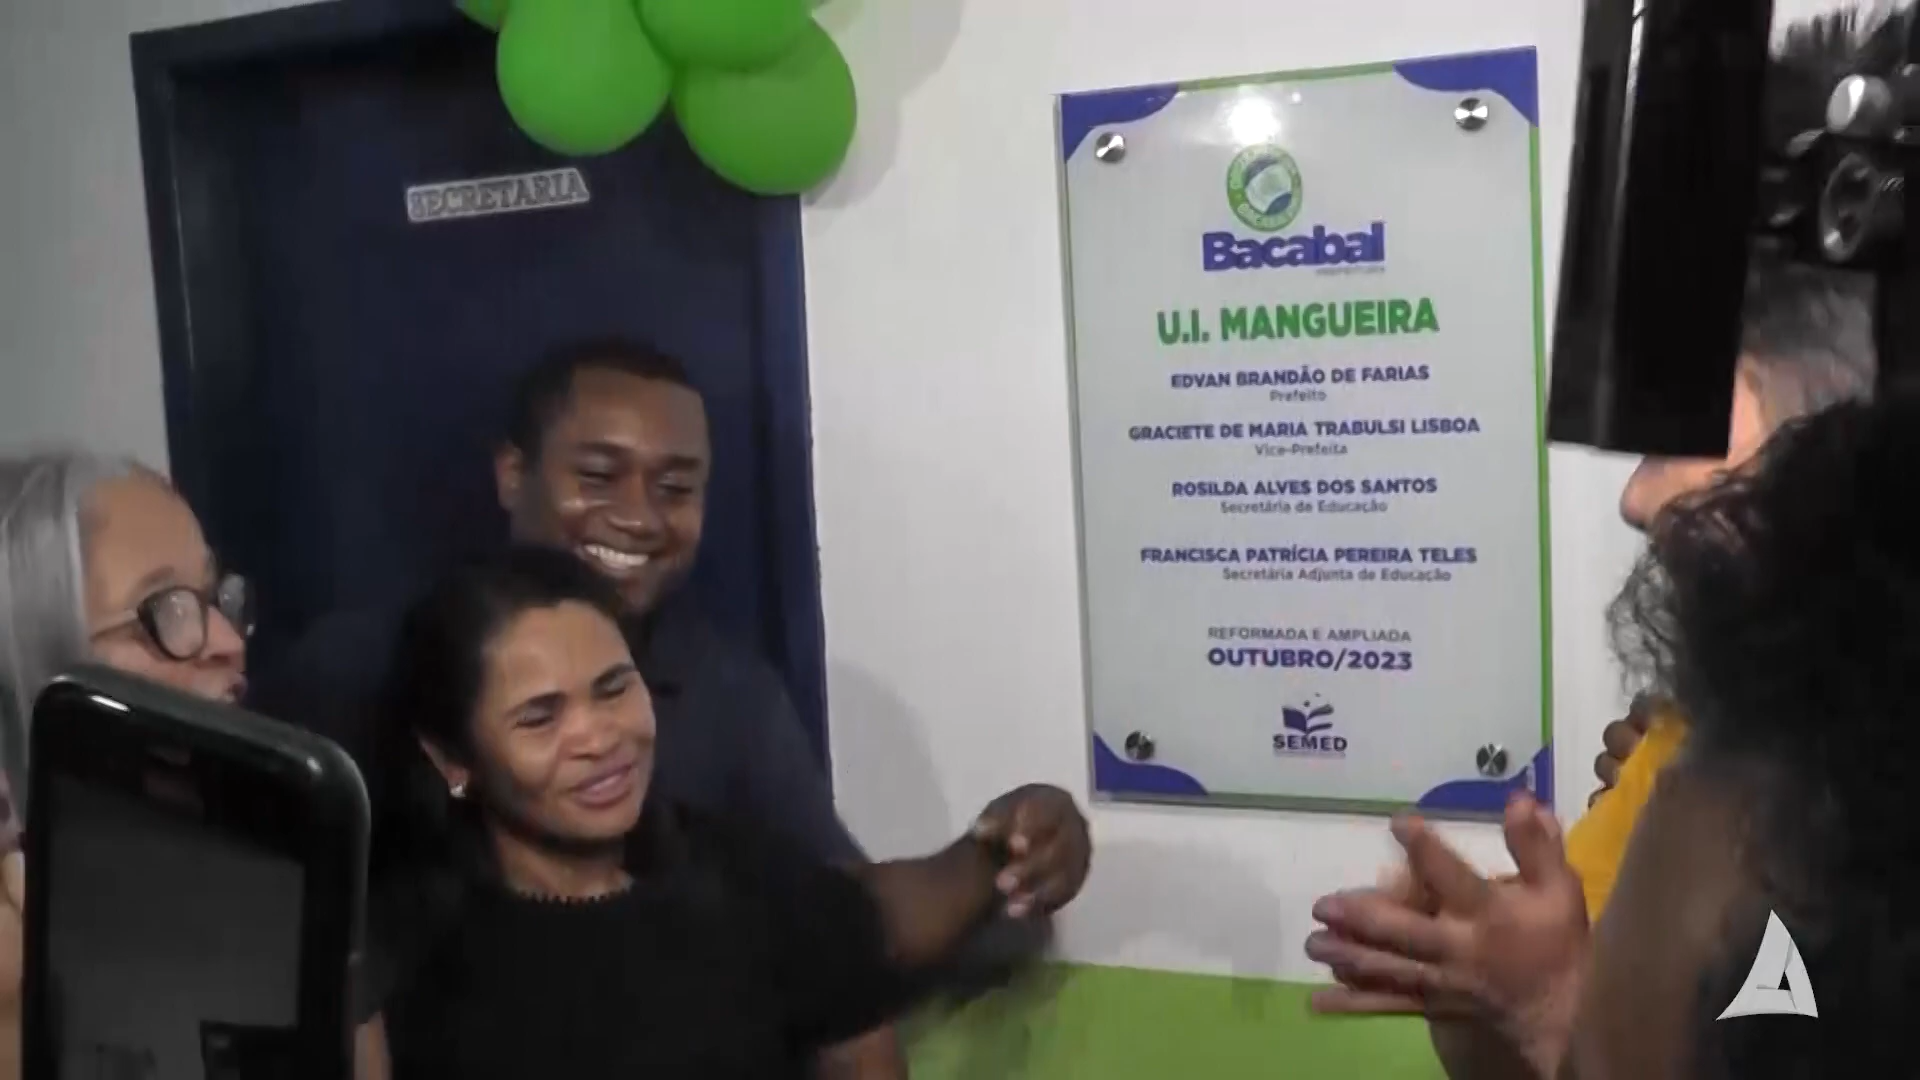 SECRETARIA
Bacabal
PREFEITURA
U.I. MANGUEIRA
EDVAN BRANDÃO DE FARIAS
Prefeito
GRACIETE DE MARIA TRABULSI LISBOA
Vice-Prefeita
ROSILDA ALVES DOS SANTOS
Secretária de Educação
FRANCISCA PATRÍCIA PEREIRA TELES
Secretária Adjunta de Educação
REFORMADA E AMPLIADA
OUTUBRO/2023
SEMED